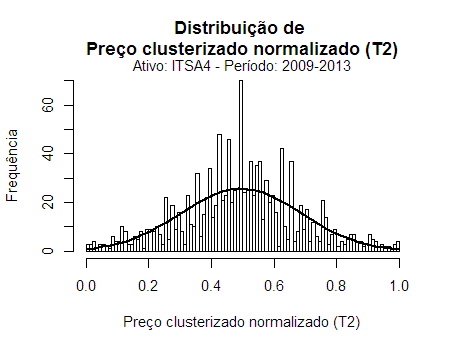 Distribuição de
Preço clusterizado normalizado (T2)
Ativo: ITSA4 - Período: 2009-2013
Frequência
60
40
20
0
0.0 0.2 0.4 0.6 0.8 1.0
Preço clusterizado normalizado (T2)